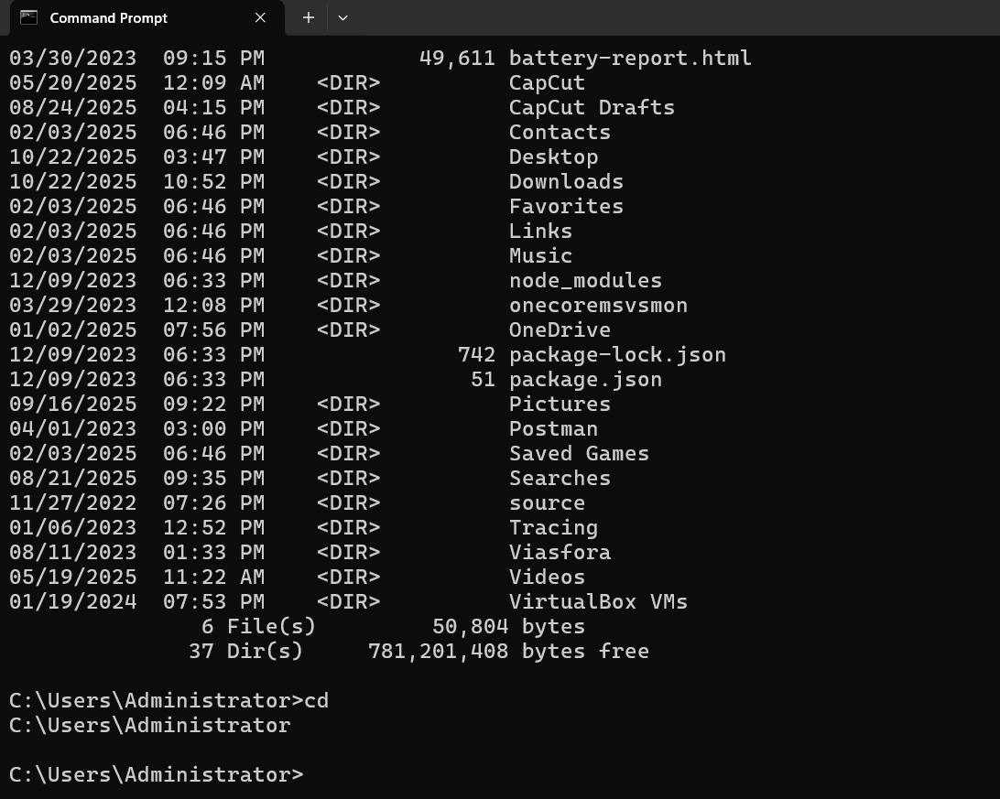 Command Prompt
03/30/2023  09:15 PM            49,611 battery-report.html
05/20/2025  12:09 AM    <DIR>          CapCut
08/24/2025  04:15 PM    <DIR>          CapCut Drafts
02/03/2025  06:46 PM    <DIR>          Contacts
10/22/2025  03:47 PM    <DIR>          Desktop
10/22/2025  10:52 PM    <DIR>          Downloads
02/03/2025  06:46 PM    <DIR>          Favorites
02/03/2025  06:46 PM    <DIR>          Links
02/03/2025  06:46 PM    <DIR>          Music
12/09/2023  06:33 PM    <DIR>          node_modules
03/29/2023  12:08 PM    <DIR>          onecoremsvsmon
01/02/2025  07:56 PM    <DIR>          OneDrive
12/09/2023  06:33 PM               742 package-lock.json
12/09/2023  06:33 PM                51 package.json
09/16/2025  09:22 PM    <DIR>          Pictures
04/01/2023  03:00 PM    <DIR>          Postman
02/03/2025  06:46 PM    <DIR>          Saved Games
08/21/2025  09:35 PM    <DIR>          Searches
11/27/2022  07:26 PM    <DIR>          source
01/06/2023  12:52 PM    <DIR>          Tracing
08/11/2023  01:33 PM    <DIR>          Viasfora
05/19/2025  11:22 AM    <DIR>          Videos
01/19/2024  07:53 PM    <DIR>          VirtualBox VMs
               6 File(s)         50,804 bytes
              37 Dir(s)     781,201,408 bytes free
C:\Users\Administrator>cd
C:\Users\Administrator
C:\Users\Administrator>